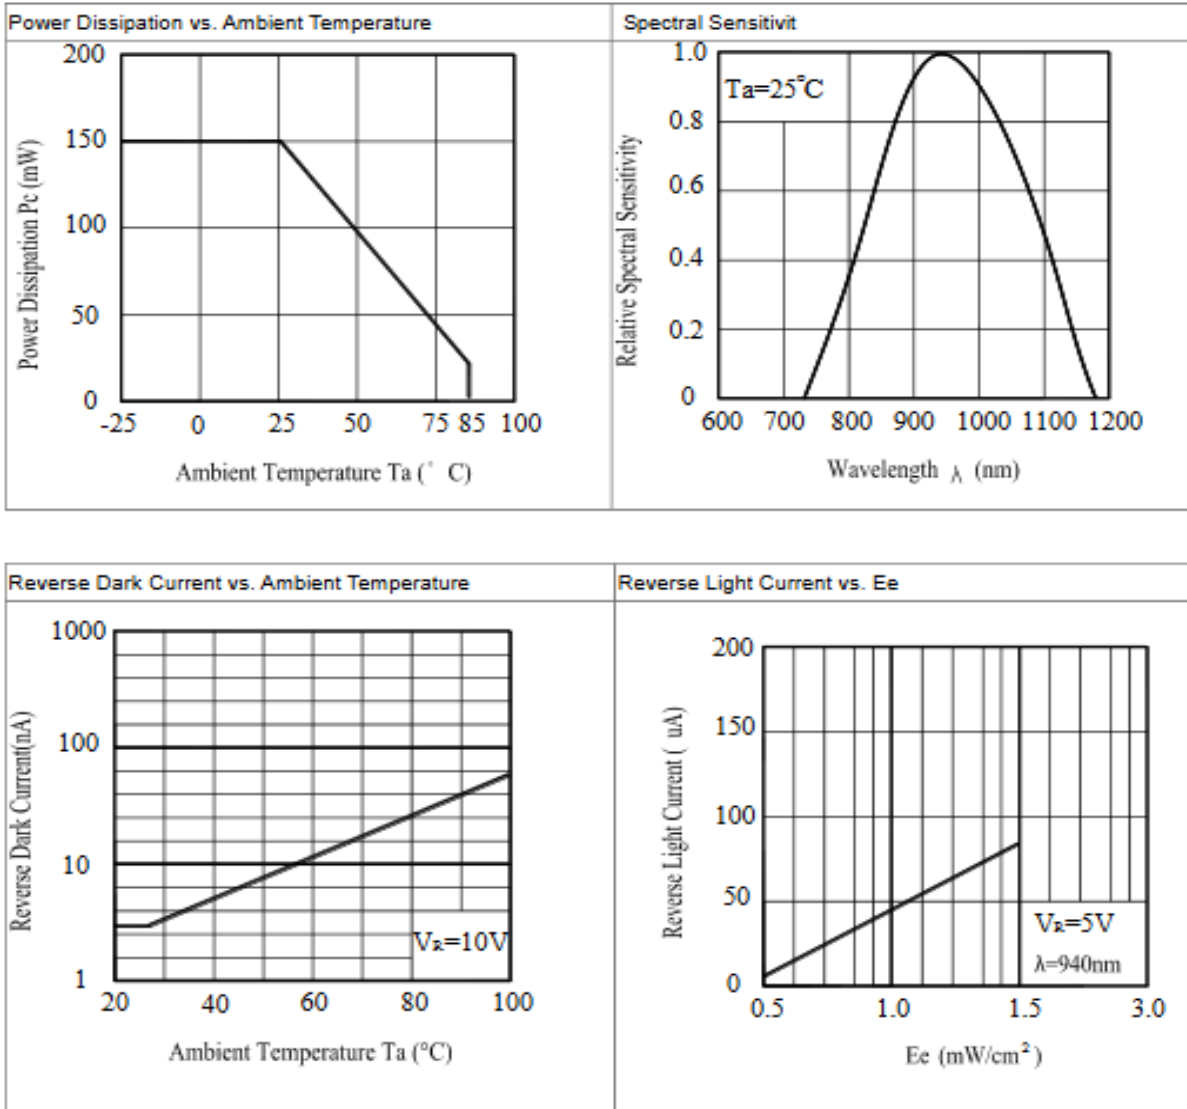 Power Dissipation vs. Ambient Temperature
Power Dissipation Pc (mW)
200
150
100
50
0
-25 0 25 50 75 85 100
Ambient Temperature Ta (° C)
Spectral Sensitivit
Ta=25°C
Relative Spectral Sensitivity
1.0
0.8
0.6
0.4
0.2
0
600 700 800 900 1000 1100 1200
Wavelength λ (nm)
Reverse Dark Current vs. Ambient Temperature
Reverse Dark Current(nA)
1000
100
10
1
VR=10V
20 40 60 80 100
Ambient Temperature Ta (°C)
Reverse Light Current vs. Ee
Reverse Light Current ( uA)
200
150
100
50
0
VR=5V
λ=940nm
0.5 1.0 1.5 3.0
Ee (mW/cm²)